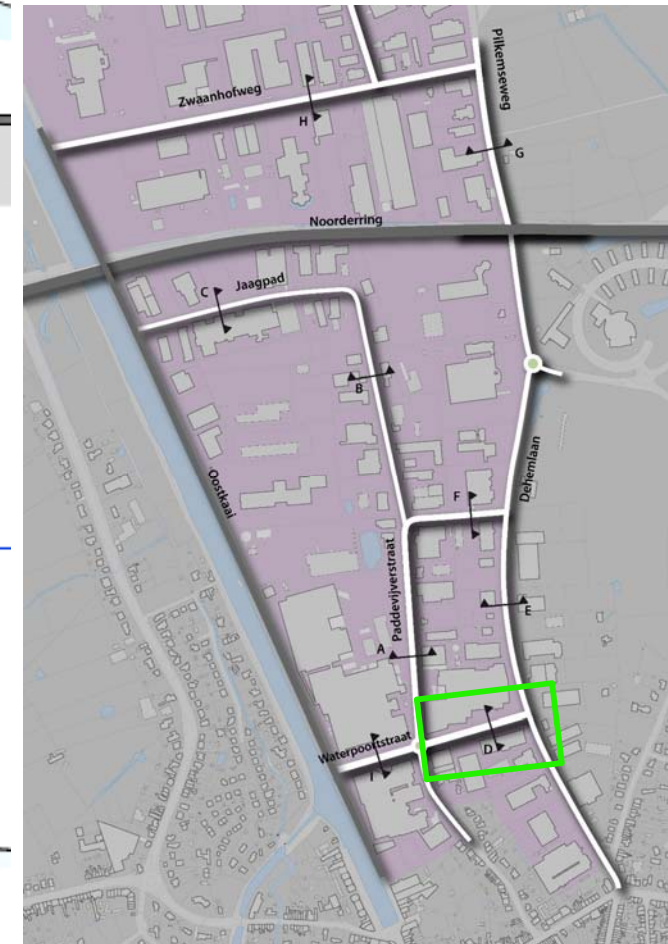 Pilkemseweg
Zwaanhofweg
H
G
Noorderring
C
Jaagpad
B
Oostkaai
F
Dehemlaan
Paddevijverstraat
E
A
Waterpoortstraat
D
I